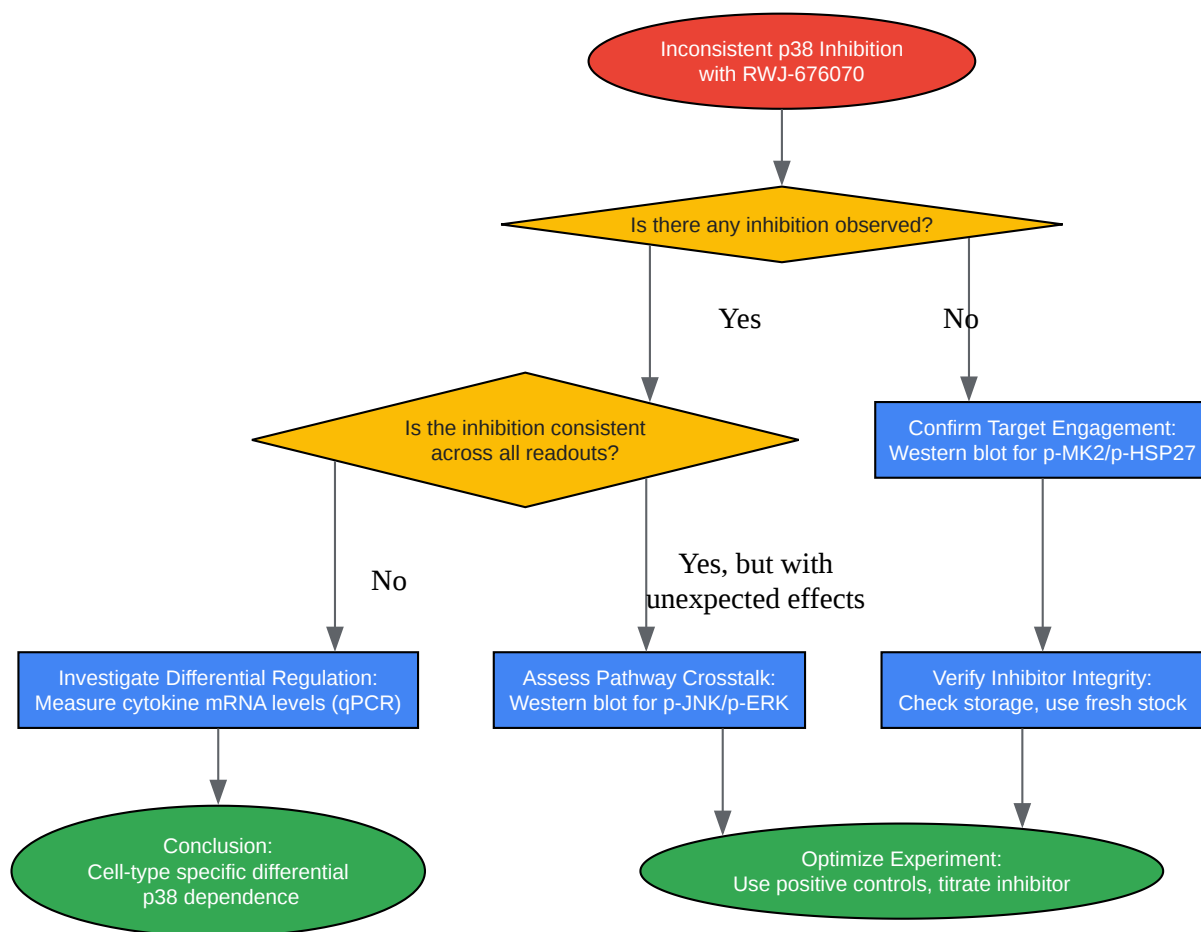 Inconsistent p38 Inhibition
with RWJ-676070
Is there any inhibition observed?
Yes
No
Is the inhibition consistent
across all readouts?
Confirm Target Engagement:
Western blot for p-MK2/p-HSP27
No
Yes, but with
unexpected effects
Investigate Differential Regulation:
Measure cytokine mRNA levels (qPCR)
Assess Pathway Crosstalk:
Western blot for p-JNK/p-ERK
Verify Inhibitor Integrity:
Check storage, use fresh stock
Conclusion:
Cell-type specific differential
p38 dependence
Optimize Experiment:
Use positive controls, titrate inhibitor